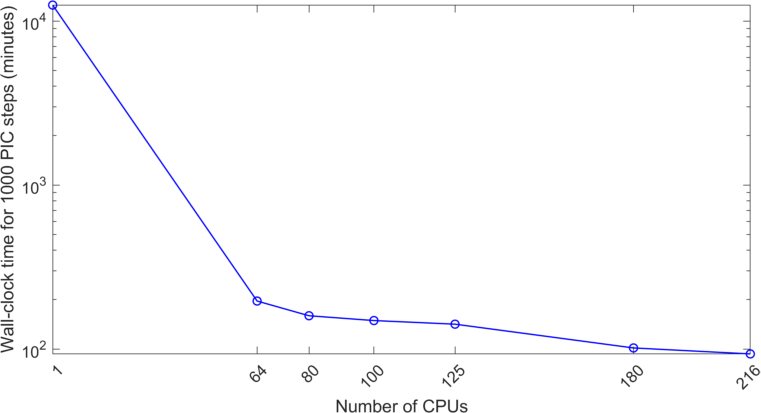 Wall-clock time for 1000 PIC steps (minutes)
10^4
10^3
10^2
1 64 80 100 125 180 216
Number of CPUs